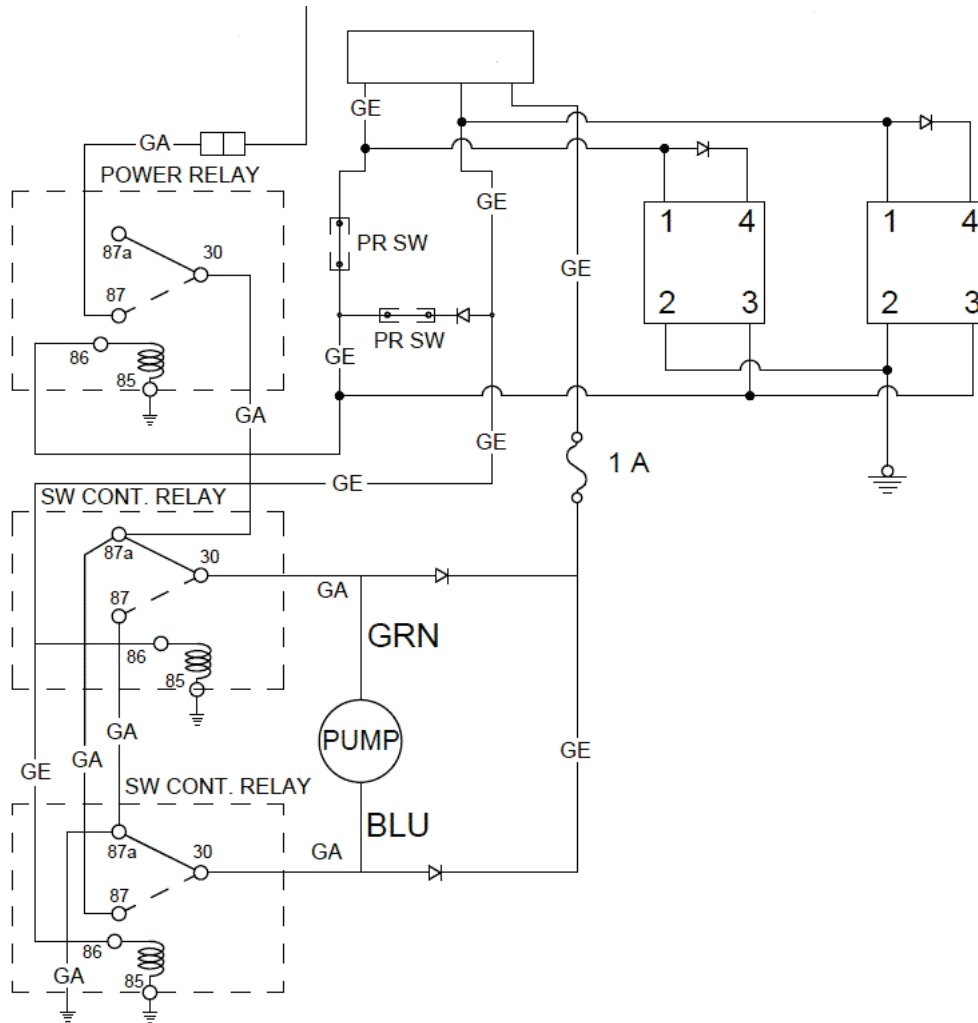 GE
GA
POWER RELAY
1 4
1 4
GE
87a
30
PR SW
GE
87
2 3
2 3
PR SW
86
GE
85
GA
GE
1 A
GE
SW CONT. RELAY
87a
30
87
GA
GRN
86
85
GA
PUMP
GE
GA
GE
SW CONT. RELAY
BLU
87a
30
GA
87
86
GA
85